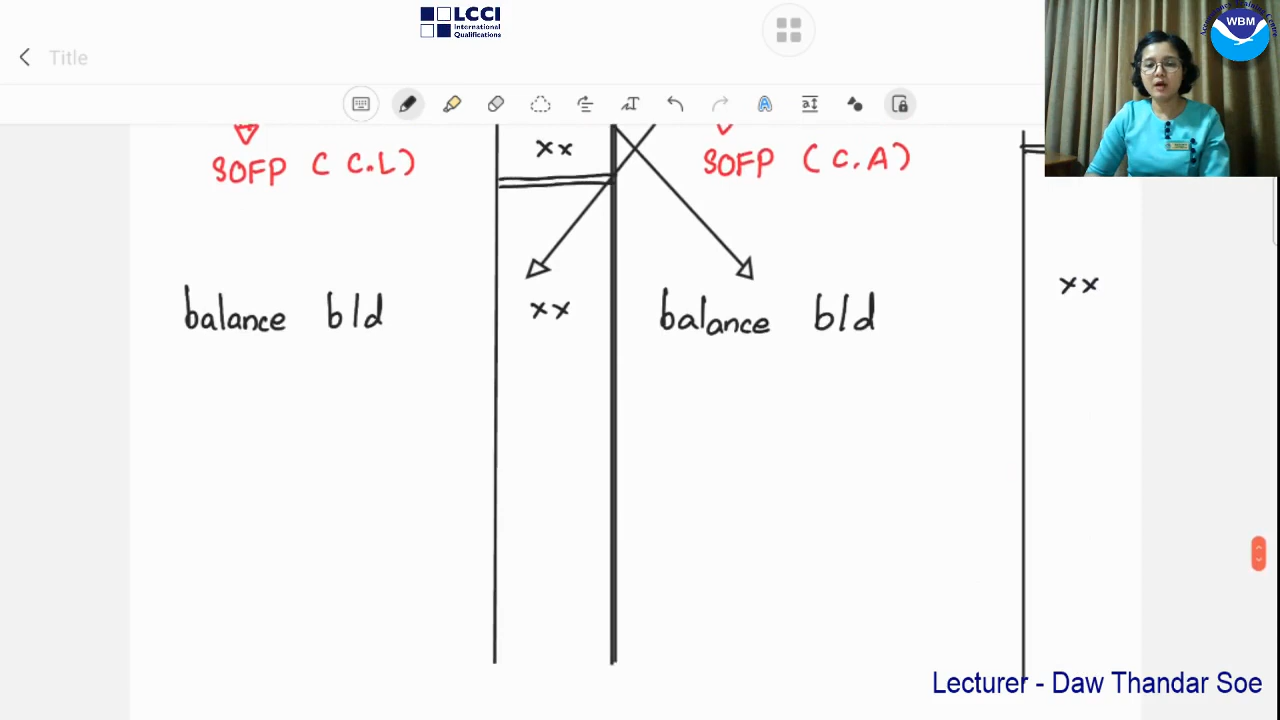 LCCI
International
Qualifications
WBM
Title
xx
SOFP ( C.L )
SOFP ( C.A )
balance b/d
xx
balance b/d
xx
Lecturer - Daw Thandar Soe